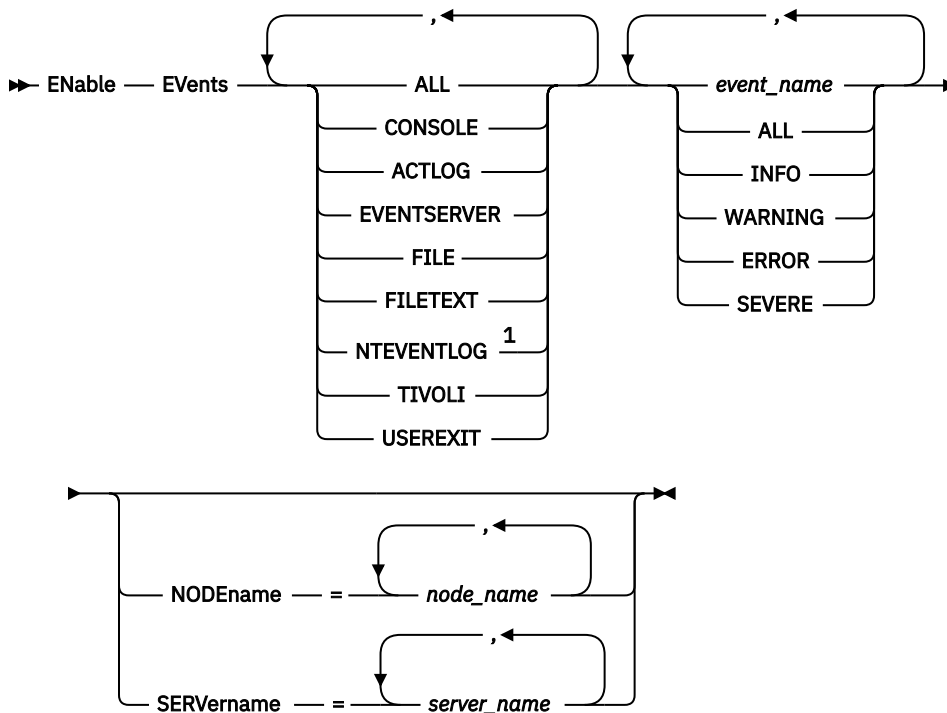 , ,
ENable EVents ALL event_name
CONSOLE ALL
ACTLOG INFO
EVENTSERVER WARNING
FILE ERROR
FILETEXT SEVERE
NTEVENTLOG 1
TIVOLI
USEREXIT
,
NODEname = node_name
,
SERVername = server_name